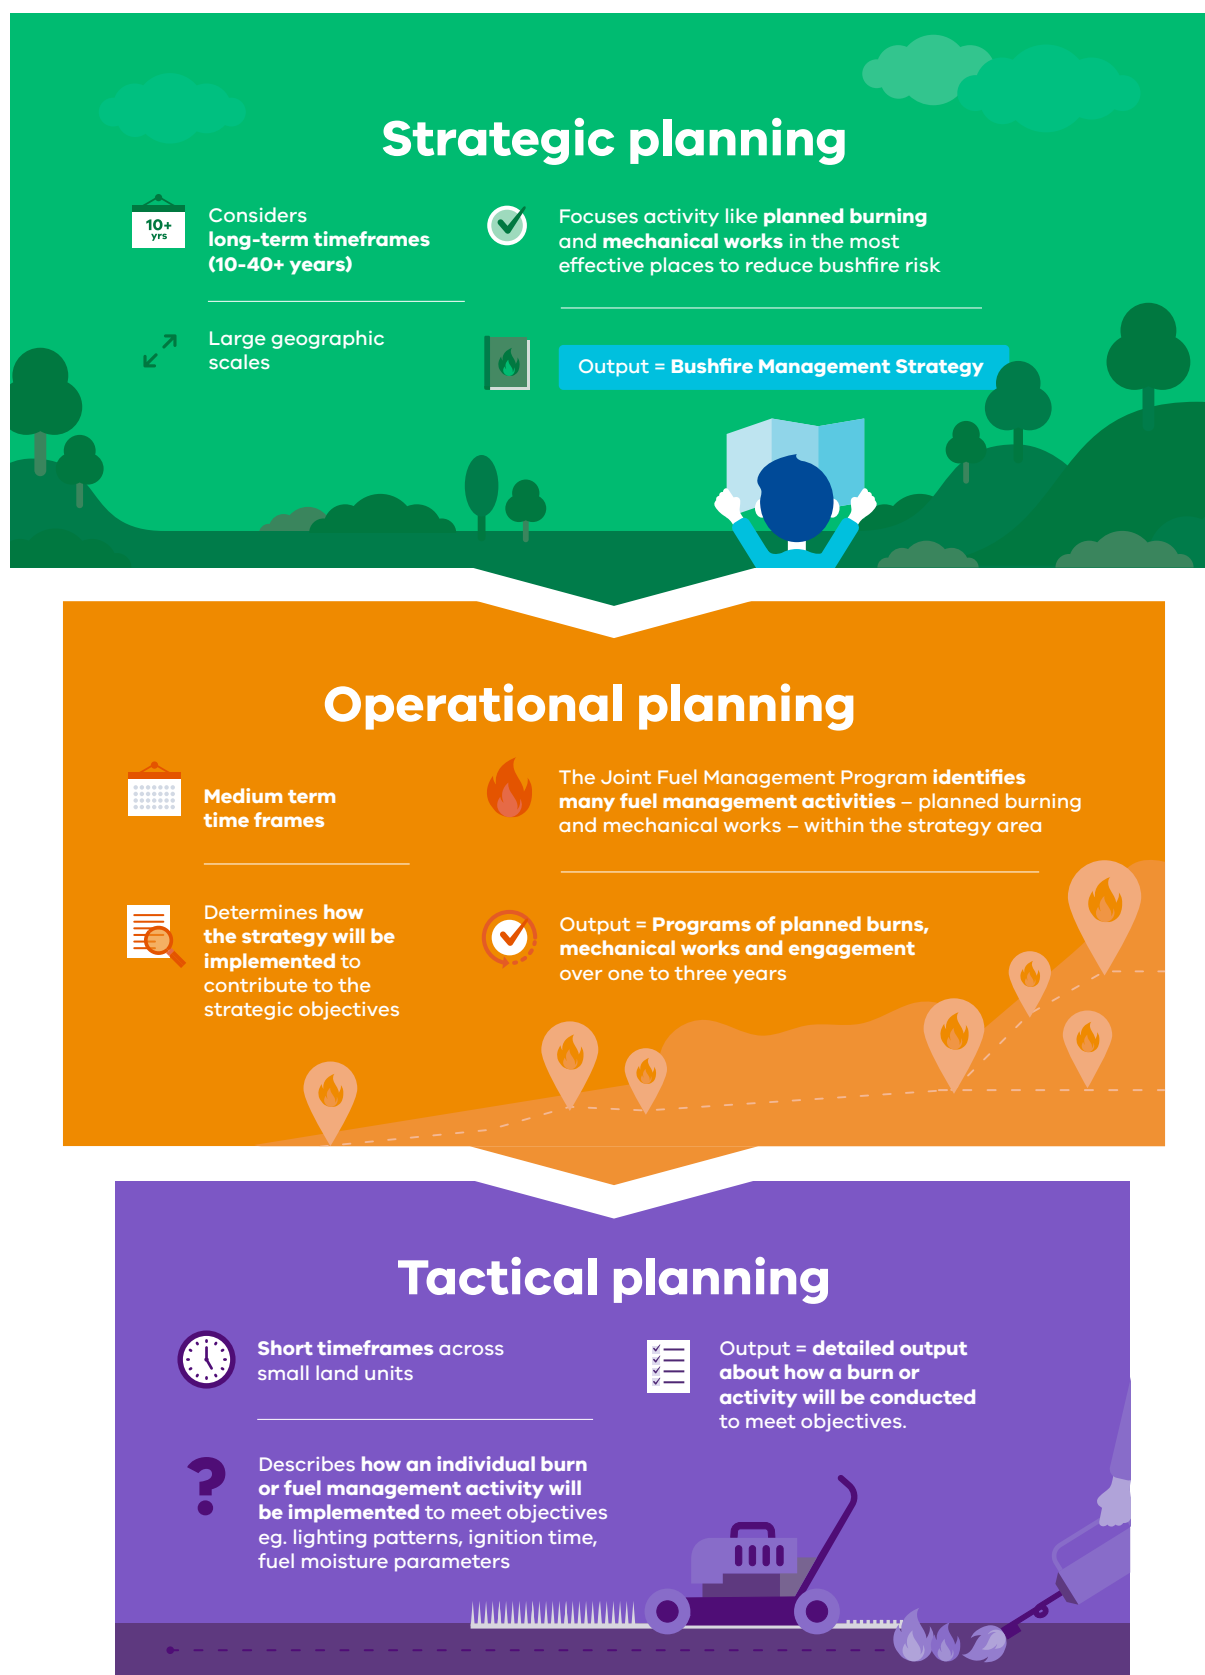 Strategic planning
10+
yrs
Considers
long-term timeframes
(10-40+ years)
Large geographic
scales
Focuses activity like planned burning
and mechanical works in the most
effective places to reduce bushfire risk
Output = Bushfire Management Strategy
Operational planning
Medium term
time frames
Determines how
the strategy will be
implemented to
contribute to the
strategic objectives
The Joint Fuel Management Program identifies
many fuel management activities – planned burning
and mechanical works – within the strategy area
Output = Programs of planned burns,
mechanical works and engagement
over one to three years
Tactical planning
Short timeframes across
small land units
?
Describes how an individual burn
or fuel management activity will
be implemented to meet objectives
eg. lighting patterns, ignition time,
fuel moisture parameters
Output = detailed output
about how a burn or
activity will be conducted
to meet objectives.